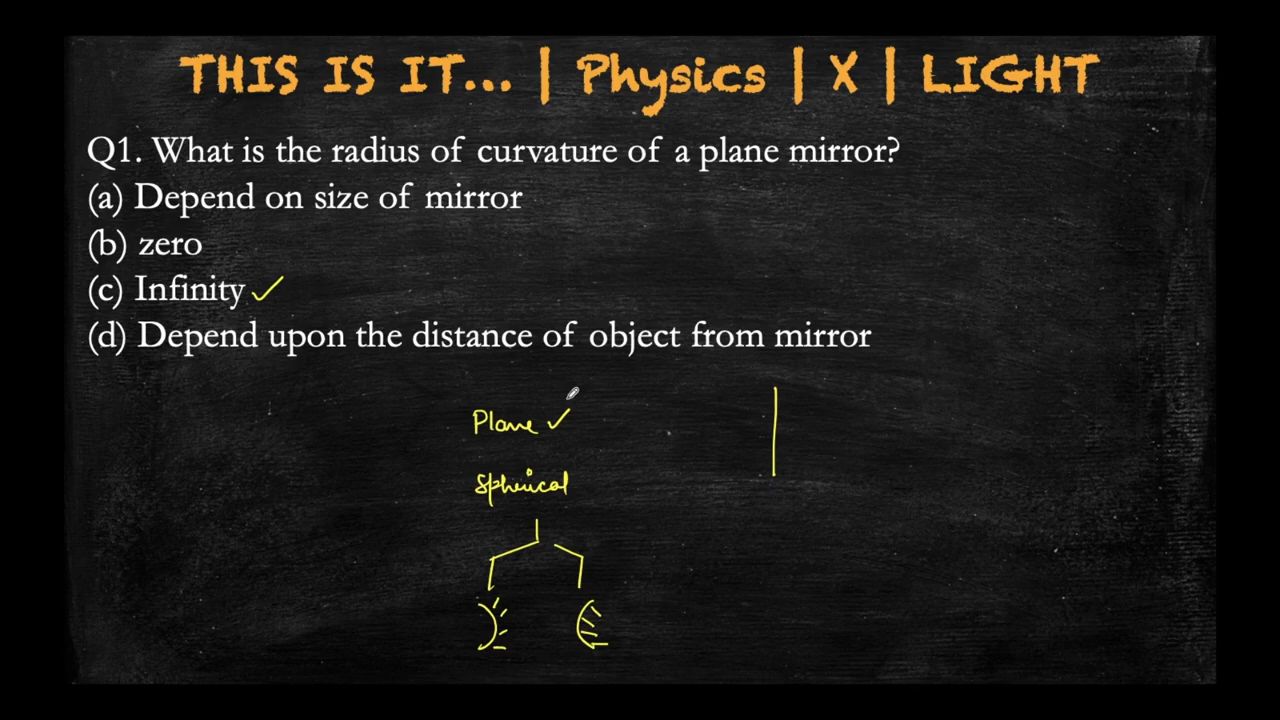 THIS IS IT... | Physics | X | LIGHT
Q1. What is the radius of curvature of a plane mirror?
(a) Depend on size of mirror
(b) zero
(c) Infinity ✓
(d) Depend upon the distance of object from mirror
Plane ✓
Spherical